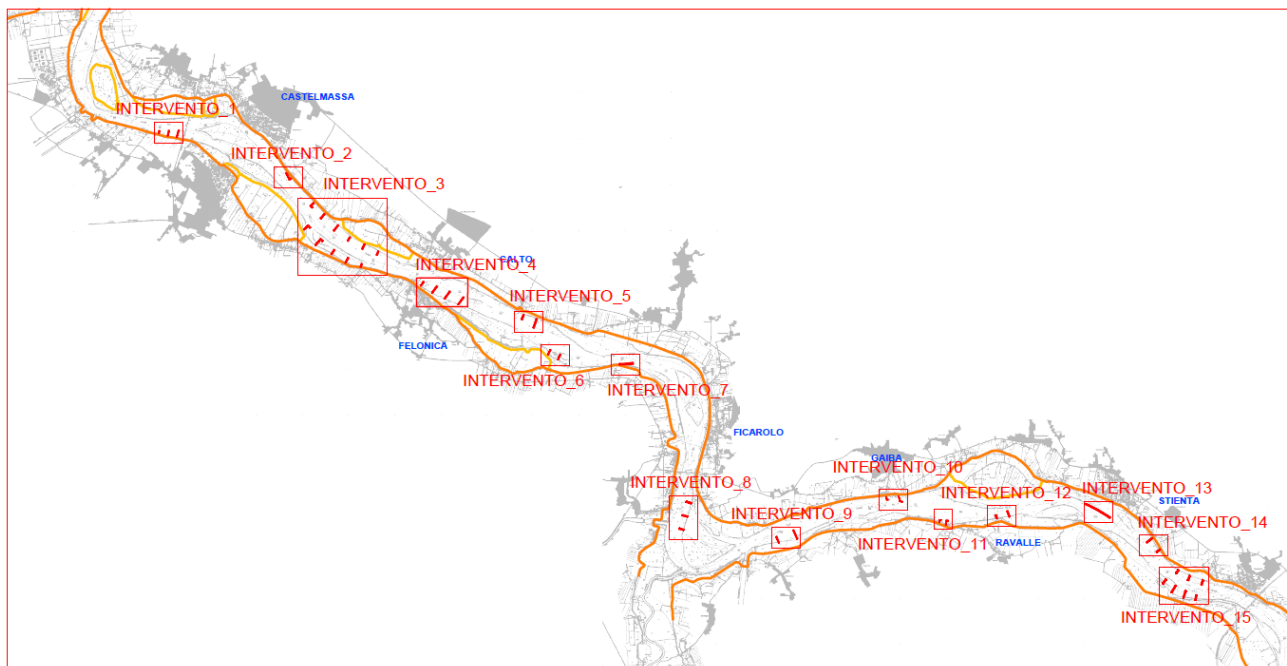 CASTELMASSA
INTERVENTO_1
INTERVENTO_2
INTERVENTO_3
CALTO
INTERVENTO_4
INTERVENTO_5
FELONICA
INTERVENTO_6
INTERVENTO_7
FICAROLO
GAIBA
INTERVENTO_10
INTERVENTO_8
INTERVENTO_12
INTERVENTO_13
STIENTA
INTERVENTO_9
INTERVENTO_14
INTERVENTO_11
RAVALLE
INTERVENTO_15